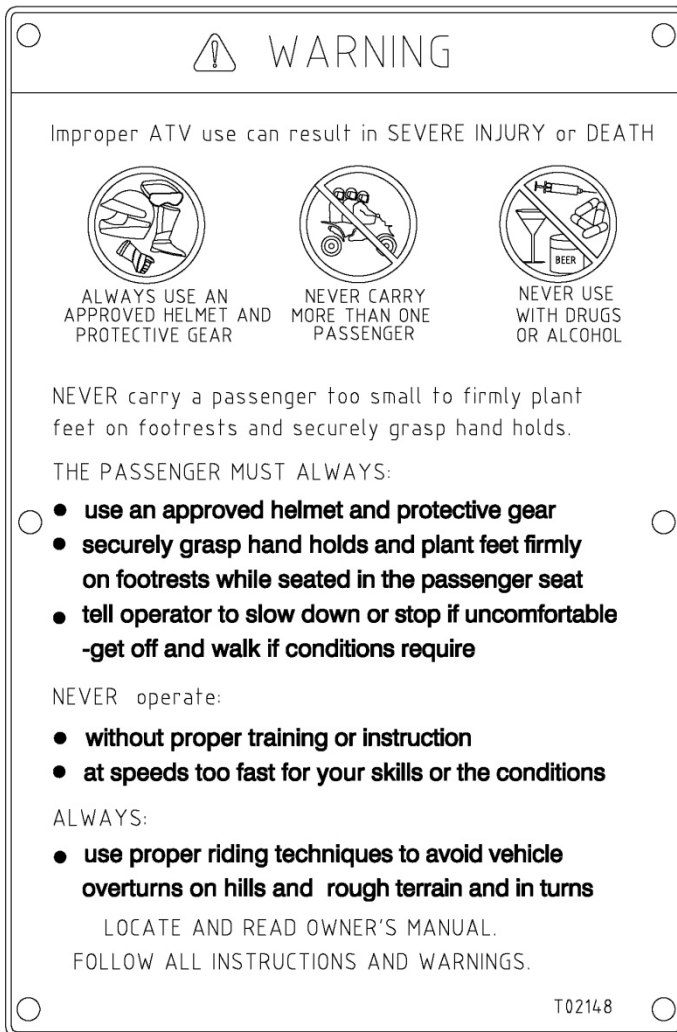 WARNING
Improper ATV use can result in SEVERE INJURY or DEATH
BEER
ALWAYS USE AN
APPROVED HELMET AND
PROTECTIVE GEAR
NEVER CARRY
MORE THAN ONE
PASSENGER
NEVER USE
WITH DRUGS
OR ALCOHOL
NEVER carry a passenger too small to firmly plant
feet on footrests and securely grasp hand holds.
THE PASSENGER MUST ALWAYS:
● use an approved helmet and protective gear
● securely grasp hand holds and plant feet firmly
on footrests while seated in the passenger seat
● tell operator to slow down or stop if uncomfortable
-get off and walk if conditions require
NEVER operate:
● without proper training or instruction
● at speeds too fast for your skills or the conditions
ALWAYS:
● use proper riding techniques to avoid vehicle
overturns on hills and rough terrain and in turns
LOCATE AND READ OWNER'S MANUAL.
FOLLOW ALL INSTRUCTIONS AND WARNINGS.
T02148